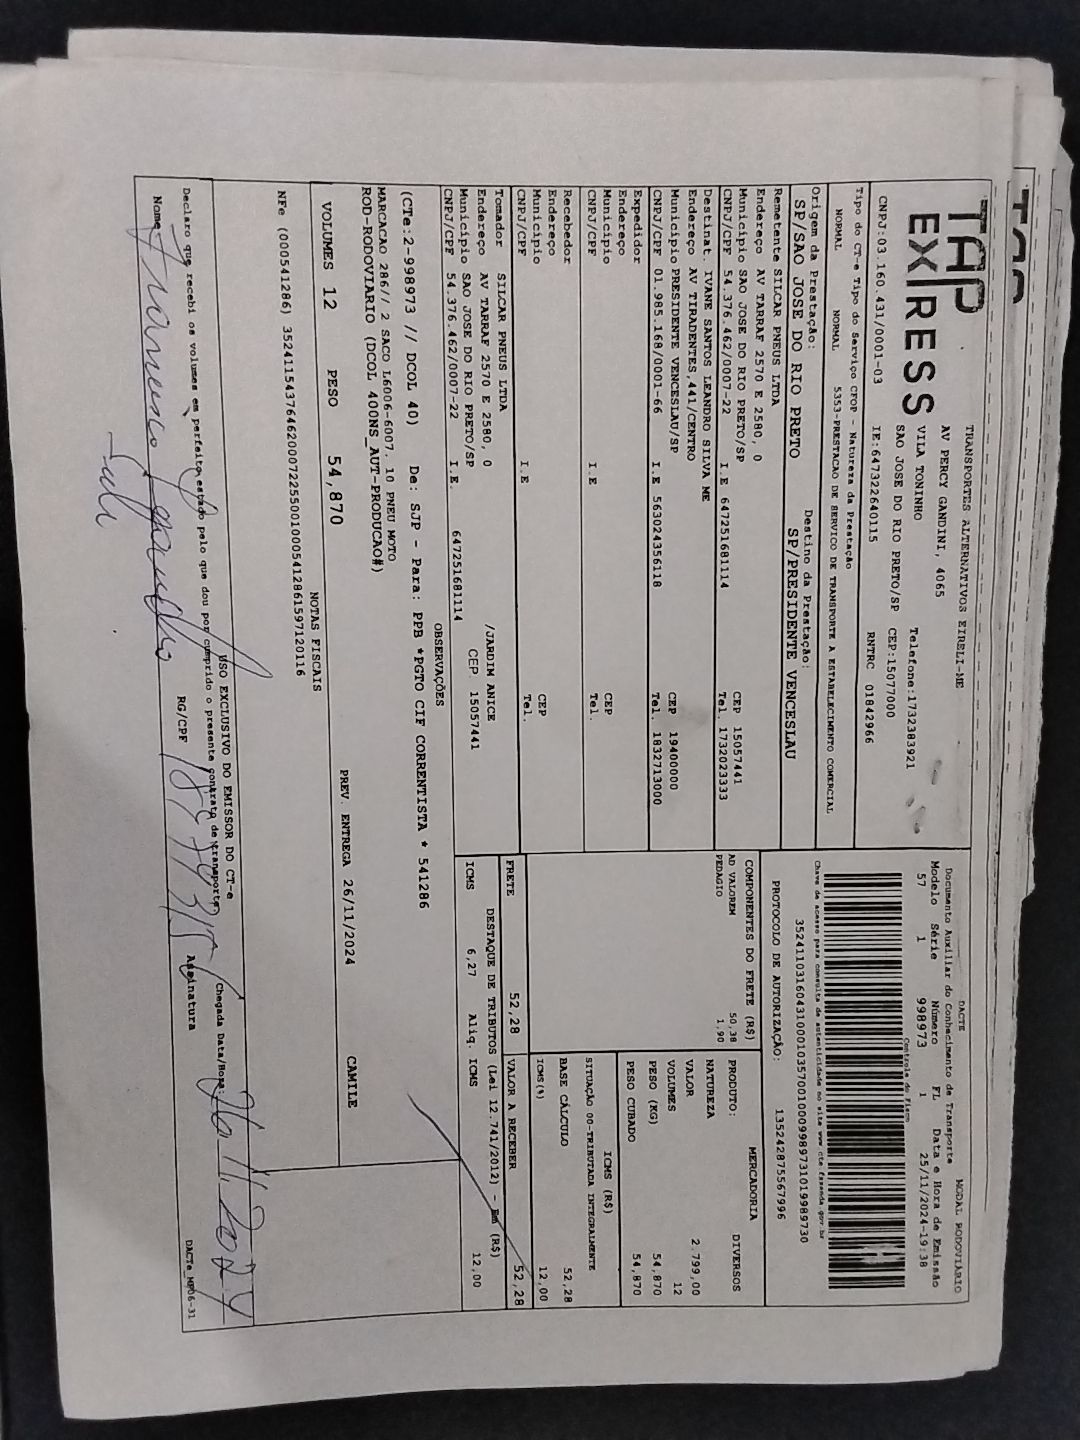 TAP
EXPRESS
TRANSPORTES ALTERNATIVOS EIRELI-ME
AV PERCY GANDINI, 4065
VILA TONINHO
SAO JOSE DO RIO PRETO/SP
Telefone:1732383921
CEP:15077000
CNPJ:03.160.431/0001-03
IE:647322640115
RNTRC 01842966
Tipo do CT-e Tipo do Serviço CFOP - Natureza da Prestação
NORMAL NORMAL 5353-PRESTACAO DE SERVICO DE TRANSPORTE A ESTABELECIMENTO COMERCIAL
Origem da Prestação: Destino da Prestação:
SP/SAO JOSE DO RIO PRETO SP/PRESIDENTE VENCESLAU
DACTE MODAL RODOVIÁRIO
Documento Auxiliar do Conhecimento de Transporte
Modelo Série Número FL Data e Hora de Emissão
57 1 998973 1 25/11/2024-19:38
Controle do Fisco
Chave de acesso para consulta de autenticidade no site www.cte.fazenda.gov.br
35241103160431000103570010009989731019989730
PROTOCOLO DE AUTORIZAÇÃO: 135242875567996
Remetente SILCAR PNEUS LTDA
Endereço AV TARRAF 2570 E 2580, 0
Município SAO JOSE DO RIO PRETO/SP CEP 15057441
CNPJ/CPF 54.376.462/0007-22 I.E 647251681114 Tel. 1732023333
Destinat. IVANE SANTOS LEANDRO SILVA ME
Endereço AV TIRADENTES,441/CENTRO
Município PRESIDENTE VENCESLAU/SP CEP 19400000
CNPJ/CPF 01.985.168/0001-66 I.E 563024356118 Tel. 1832713000
Expedidor
Endereço
Município CEP
CNPJ/CPF I.E Tel.
Recebedor
Endereço
Município CEP
CNPJ/CPF I.E Tel.
Tomador SILCAR PNEUS LTDA
Endereço AV TARRAF 2570 E 2580, 0 /JARDIM ANICE
Município SAO JOSE DO RIO PRETO/SP CEP 15057441
CNPJ/CPF 54.376.462/0007-22 I.E. 647251681114
COMPONENTES DO FRETE (R$)
AD VALOREM 50,38
PEDAGIO 1,90
MERCADORIA
PRODUTO: DIVERSOS
NATUREZA
VALOR 2.799,00
VOLUMES 12
PESO (KG) 54,870
PESO CUBADO 54,870
ICMS (R$)
SITUAÇÃO 00-TRIBUTADA INTEGRALMENTE
BASE CÁLCULO 52,28
ICMS(%) 12,00
FRETE 52,28 VALOR A RECEBER 52,28
DESTAQUE DE TRIBUTOS (Lei 12.741/2012) - Em (R$)
ICMS 6,27 Aliq. ICMS 12,00
OBSERVAÇÕES
(CTe:2-998973 // DCOL 40) De: SJP - Para: PPB *PGTO CIF CORRENTISTA * 541286
MARCACAO 286// 2 SACO L6006-6007. 10 PNEU MOTO
ROD-RODOVIARIO (DCOL 400NS_AUT-PRODUCAO#)
VOLUMES 12 PESO 54,870 PREV. ENTREGA 26/11/2024 CAMILE
NOTAS FISCAIS
NFe (000541286) 35241154376462000722550010005412861597120116
USO EXCLUSIVO DO EMISSOR DO CT-e
Declaro que recebi os volumes em perfeito estado pelo que dou por cumprido o presente contrato de transporte
Chegada Data/Hora: 26.11.2024
Nome: RG/CPF Assinatura
DACTe_MP06-31